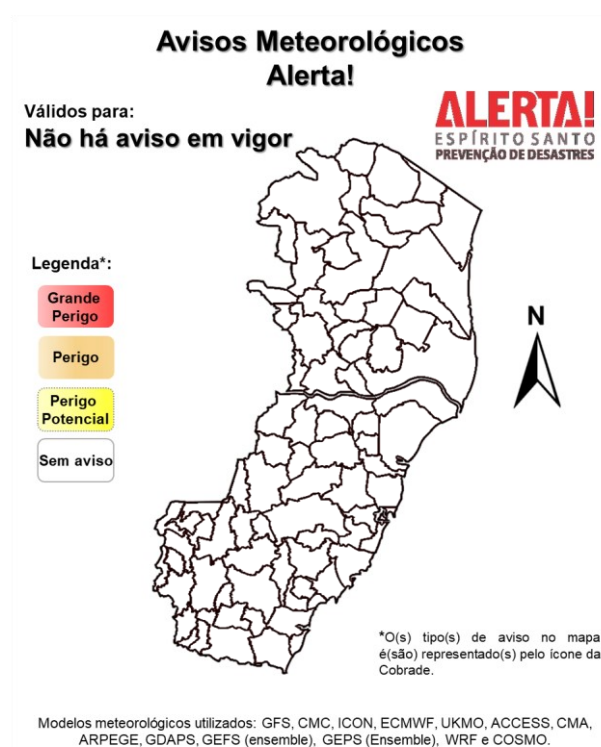 Avisos Meteorológicos
Alerta!
Válidos para:
Não há aviso em vigor
ALERTA!
ESPÍRITO SANTO
PREVENÇÃO DE DESASTRES
Legenda*:
Grande
Perigo
Perigo
Perigo
Potencial
Sem aviso
N
*O(s) tipo(s) de aviso no mapa
é(são) representado(s) pelo ícone da
Cobrade.
Modelos meteorológicos utilizados: GFS, CMC, ICON, ECMWF, UKMO, ACCESS, CMA,
ARPEGE, GDAPS, GEFS (ensemble), GEPS (Ensemble), WRF e COSMO.